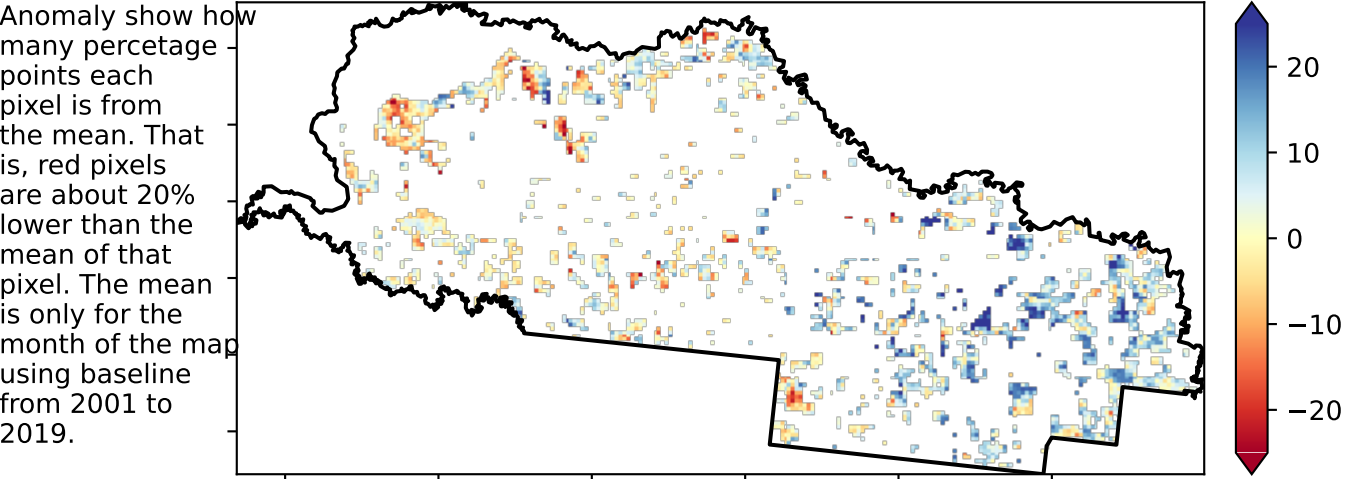 Anomaly show how
many percetage
points each
pixel is from
the mean. That
is, red pixels
are about 20%
lower than the
mean of that
pixel. The mean
is only for the
month of the map
using baseline
from 2001 to
2019.
20
10
0
−10
−20